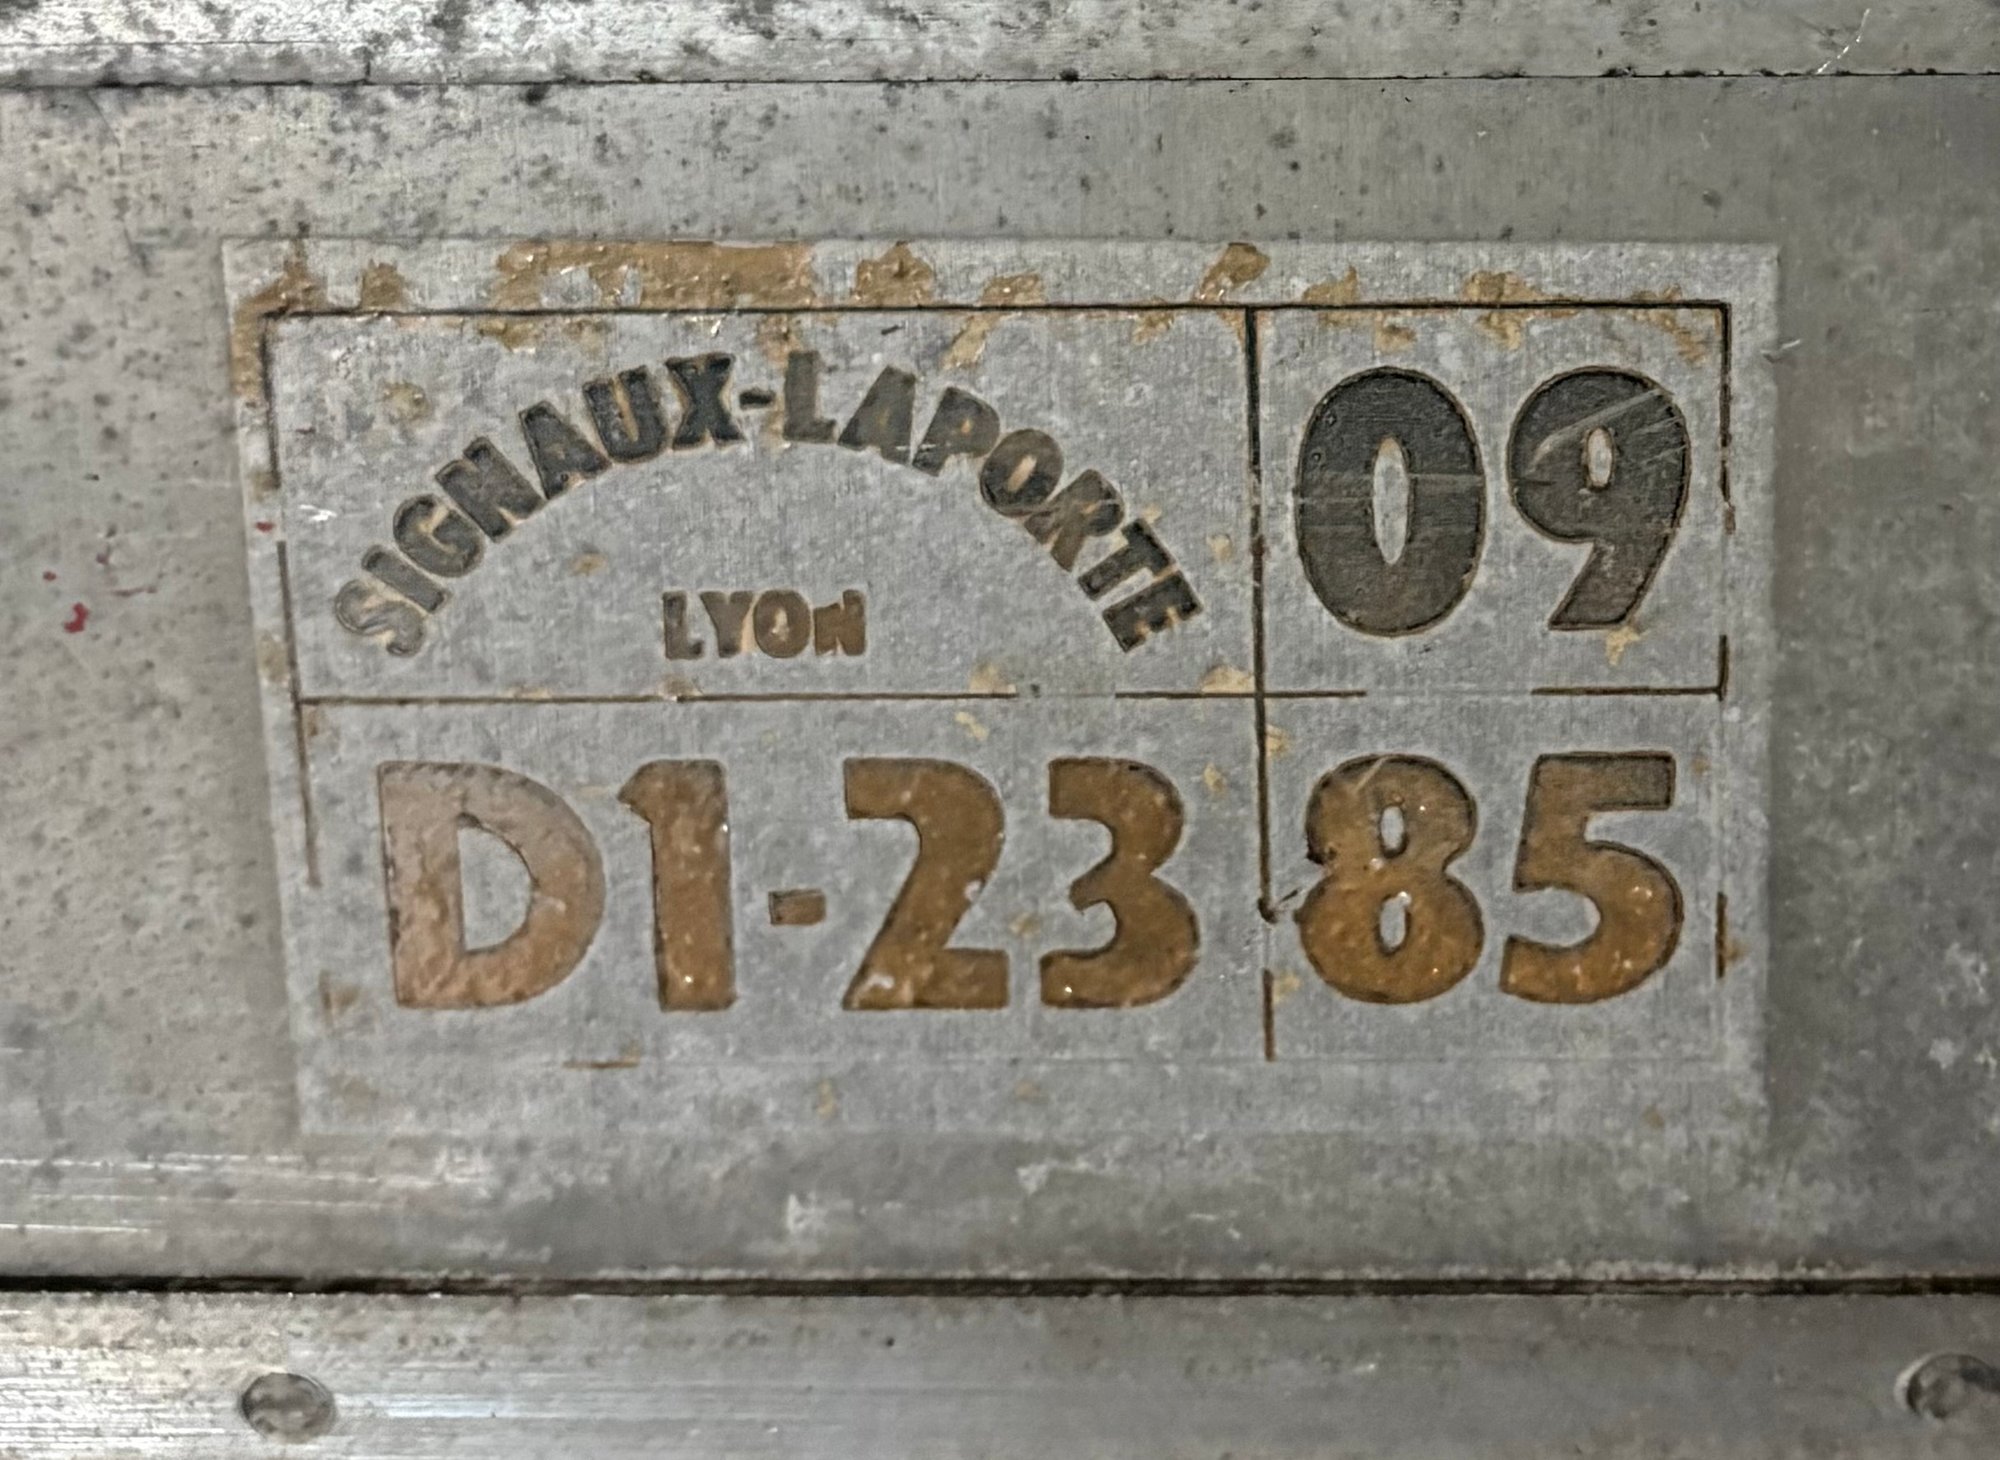 SIGNAUX-LAPORTE
LYON
09
D1-23
85